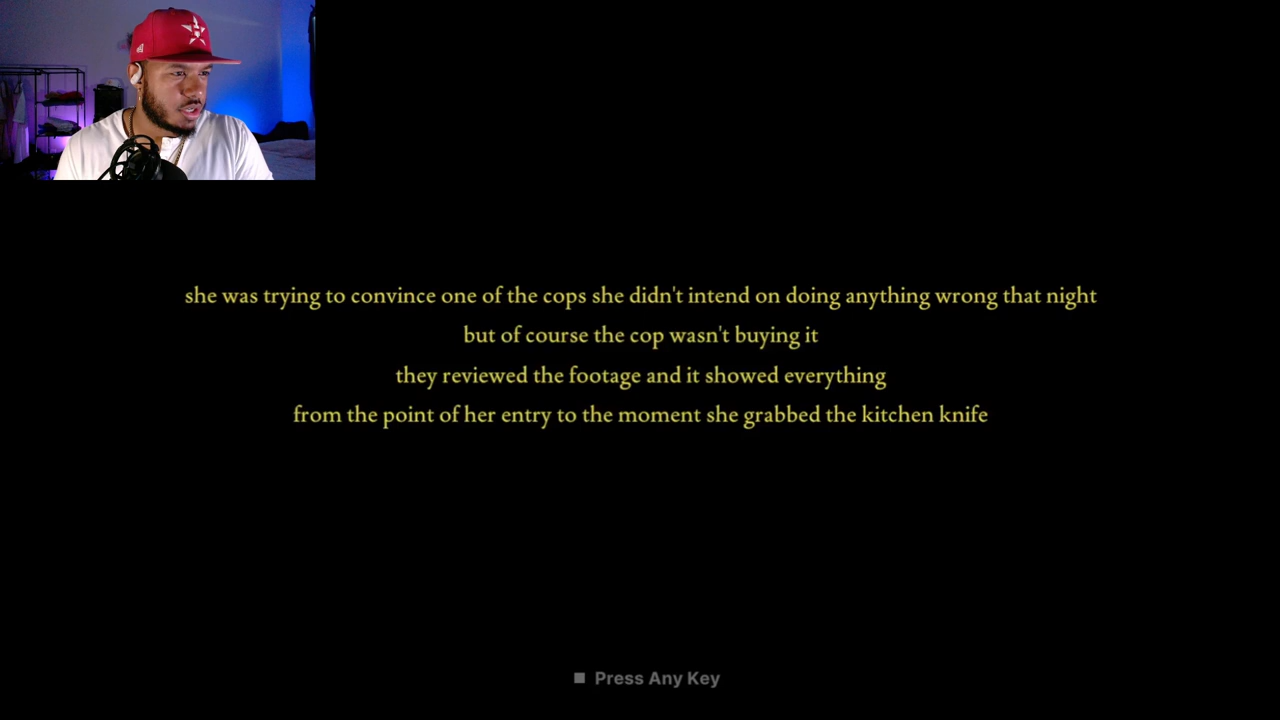 she was trying to convince one of the cops she didn't intend on doing anything wrong that night
but of course the cop wasn't buying it
they reviewed the footage and it showed everything
from the point of her entry to the moment she grabbed the kitchen knife
Press Any Key